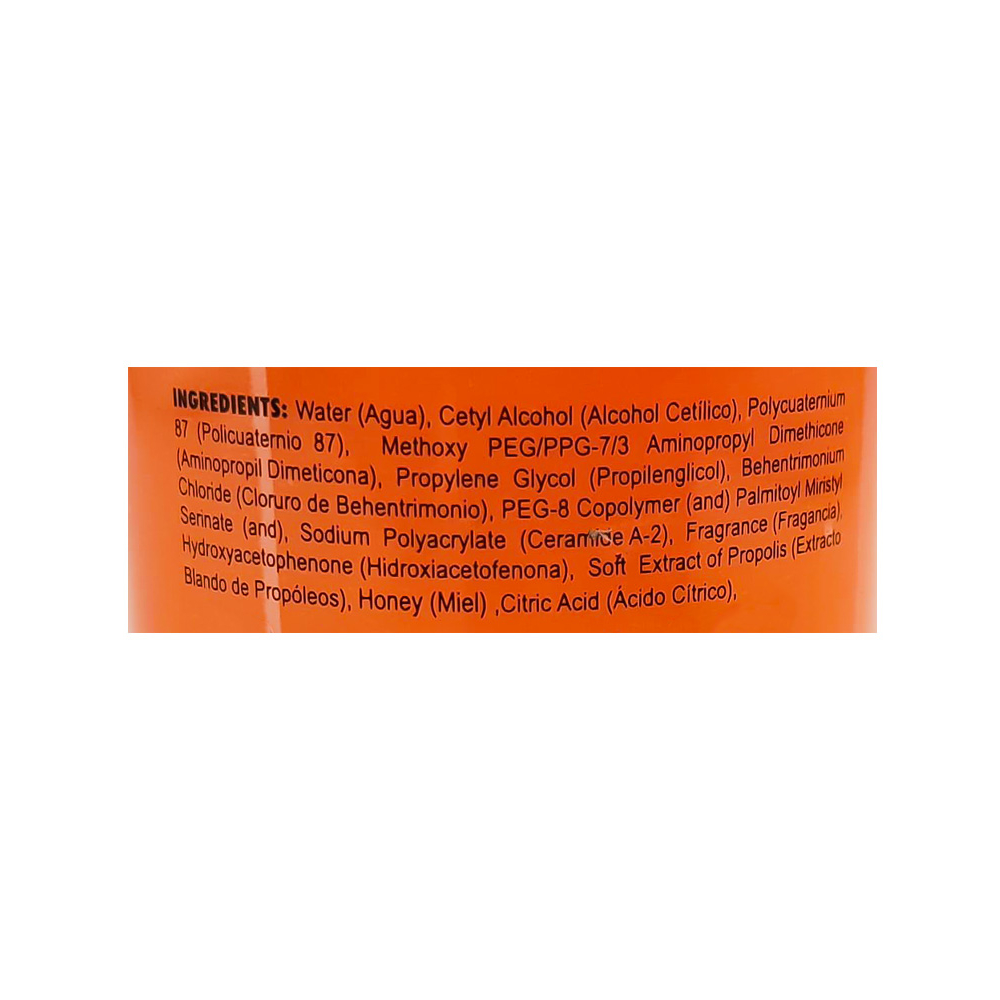 INGREDIENTS: Water (Agua), Cetyl Alcohol (Alcohol Cetílico), Polycuaternium
87 (Policuaternio 87), Methoxy PEG/PPG-7/3 Aminopropyl Dimethicone
(Aminopropil Dimeticona), Propylene Glycol (Propilenglicol), Behentrimonium
Chloride (Cloruro de Behentrimonio), PEG-8 Copolymer (and) Palmitoyl Miristyl
Serinate (and), Sodium Polyacrylate (Ceramide A-2), Fragrance (Fragancia),
Hydroxyacetophenone (Hidroxiacetofenona), Soft Extract of Propolis (Extracto
Blando de Propóleos), Honey (Miel) ,Citric Acid (Ácido Cítrico),